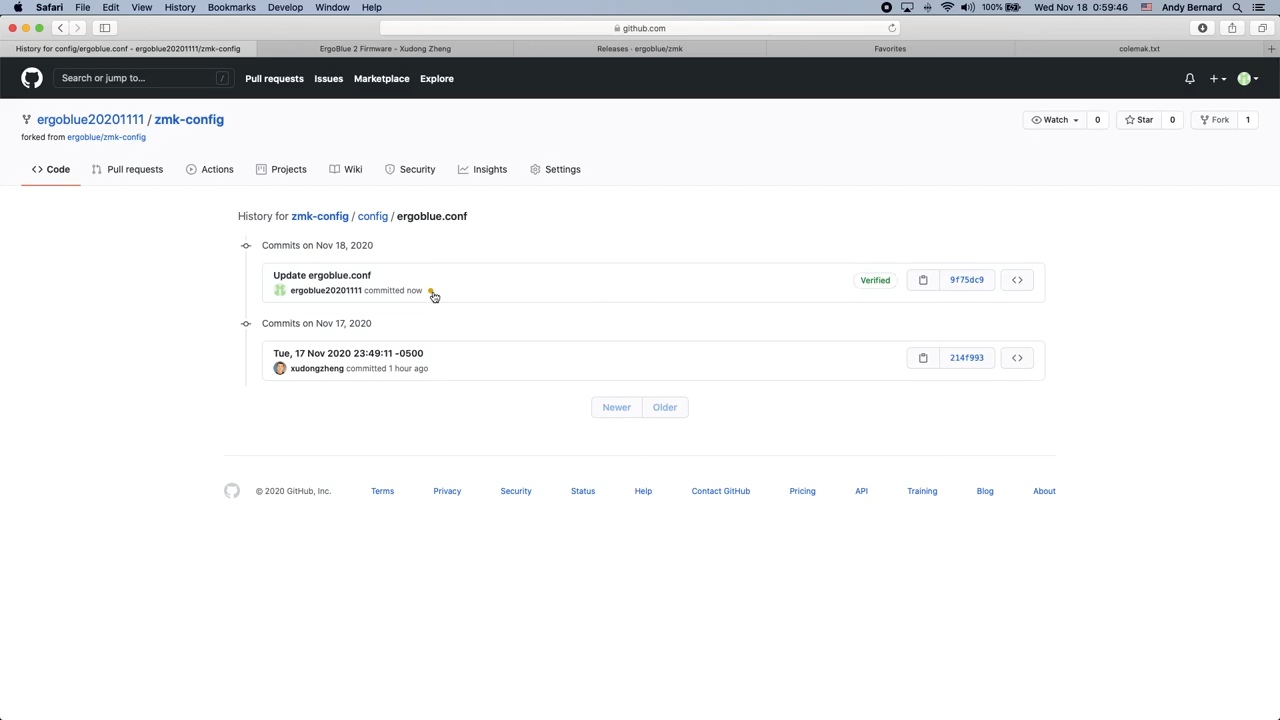 Safari File Edit View History Bookmarks Develop Window Help 100% Wed Nov 18 0:59:46 Andy Bernard
github.com
History for config/ergoblue.conf - ergoblue20201111/zmk-config ErgoBlue 2 Firmware - Xudong Zheng Releases · ergoblue/zmk Favorites colemak.txt
Search or jump to... / Pull requests Issues Marketplace Explore
ergoblue20201111 / zmk-config Watch 0 Star 0 Fork 1
forked from ergoblue/zmk-config
Code Pull requests Actions Projects Wiki Security Insights Settings
History for zmk-config / config / ergoblue.conf
Commits on Nov 18, 2020
Update ergoblue.conf
ergoblue20201111 committed now Verified 9f75dc9
Commits on Nov 17, 2020
Tue, 17 Nov 2020 23:49:11 -0500
xudongzheng committed 1 hour ago 214f993
Newer Older
© 2020 GitHub, Inc. Terms Privacy Security Status Help Contact GitHub Pricing API Training Blog About